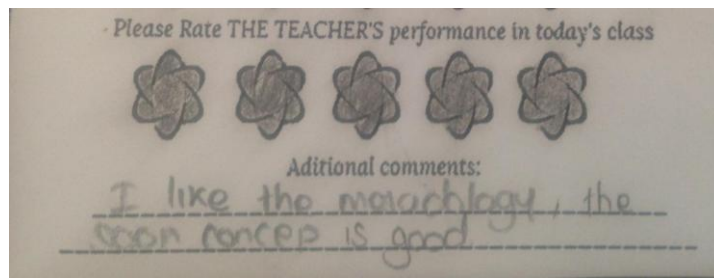 Please Rate THE TEACHER'S performance in today's class
Aditional comments:
I like the , the
concep is good